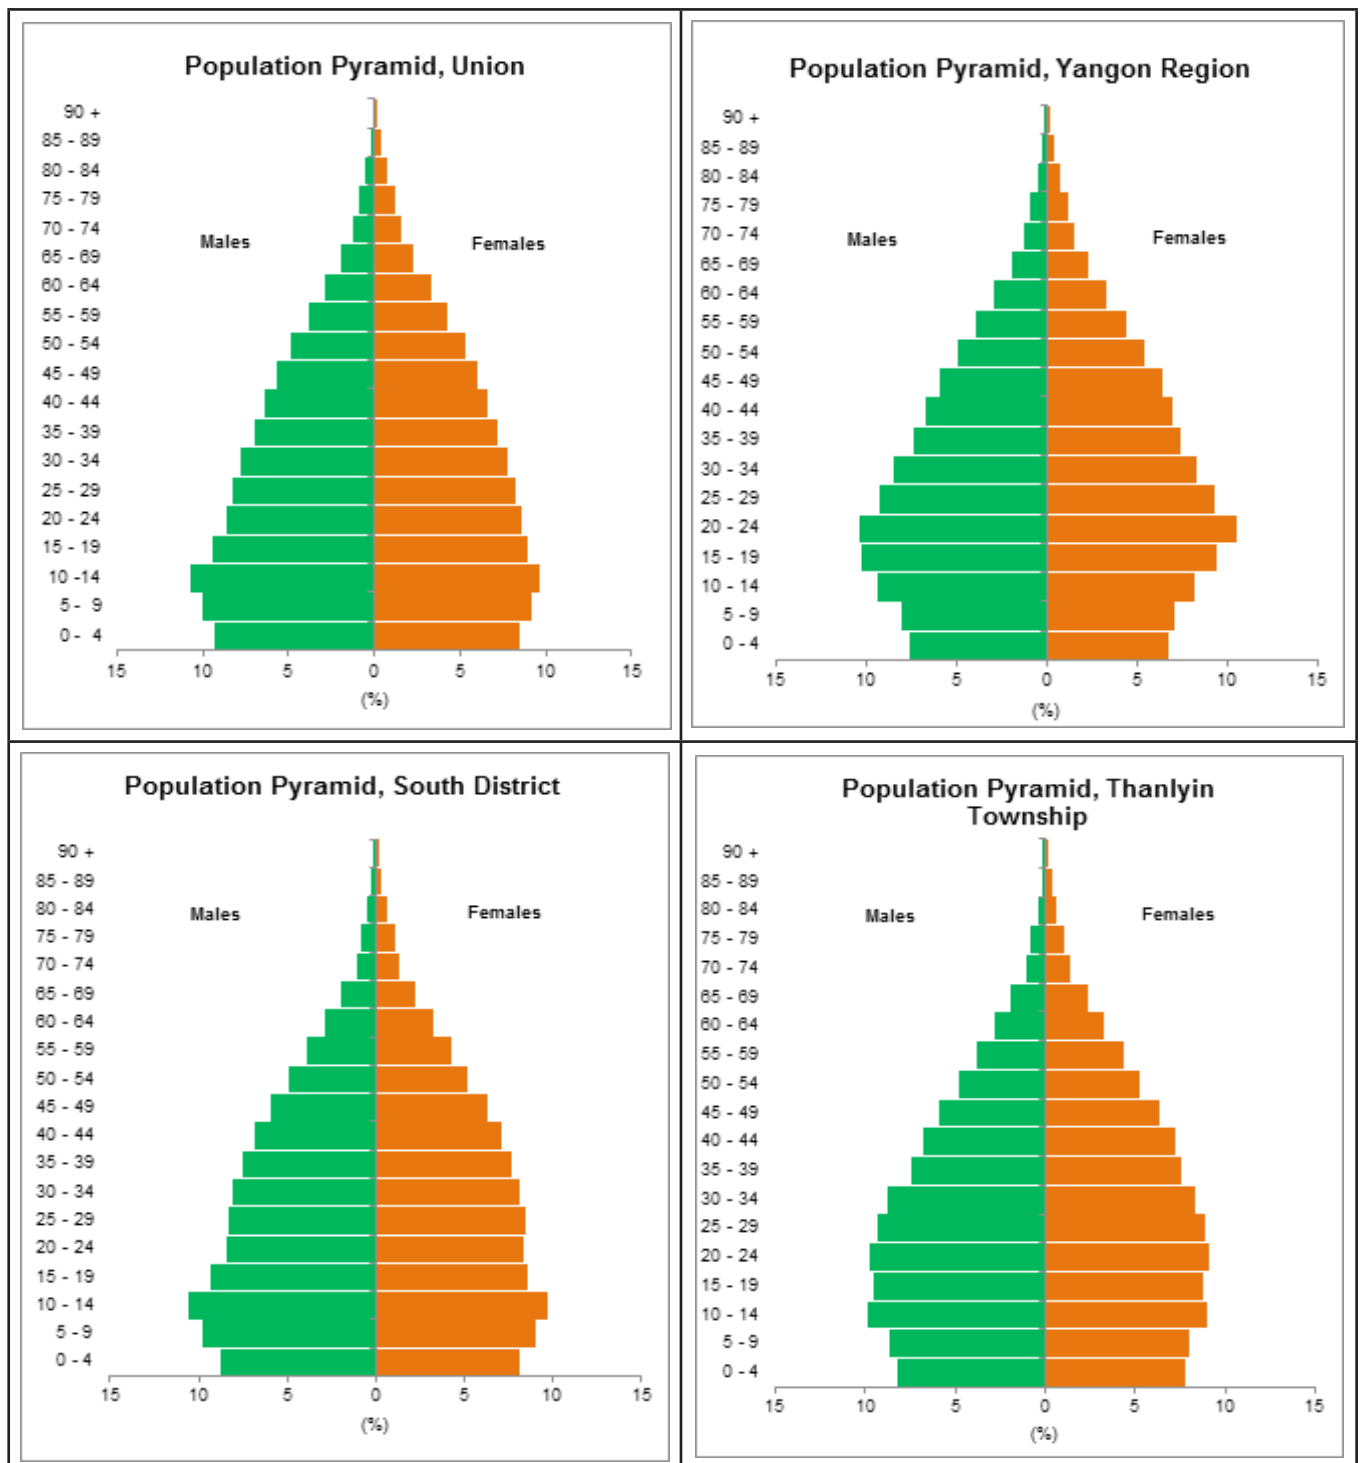 Population Pyramid, Union
90 +
85 - 89
80 - 84
75 - 79
70 - 74
65 - 69
60 - 64
55 - 59
50 - 54
45 - 49
40 - 44
35 - 39
30 - 34
25 - 29
20 - 24
15 - 19
10 -14
5 - 9
0 - 4
Males
Females
15 10 5 0 5 10 15
(%)
Population Pyramid, Yangon Region
90 +
85 - 89
80 - 84
75 - 79
70 - 74
65 - 69
60 - 64
55 - 59
50 - 54
45 - 49
40 - 44
35 - 39
30 - 34
25 - 29
20 - 24
15 - 19
10 - 14
5 - 9
0 - 4
Males
Females
15 10 5 0 5 10 15
(%)
Population Pyramid, South District
90 +
85 - 89
80 - 84
75 - 79
70 - 74
65 - 69
60 - 64
55 - 59
50 - 54
45 - 49
40 - 44
35 - 39
30 - 34
25 - 29
20 - 24
15 - 19
10 - 14
5 - 9
0 - 4
Males
Females
15 10 5 0 5 10 15
(%)
Population Pyramid, Thanlyin
Township
90 +
85 - 89
80 - 84
75 - 79
70 - 74
65 - 69
60 - 64
55 - 59
50 - 54
45 - 49
40 - 44
35 - 39
30 - 34
25 - 29
20 - 24
15 - 19
10 - 14
5 - 9
0 - 4
Males
Females
15 10 5 0 5 10 15
(%)